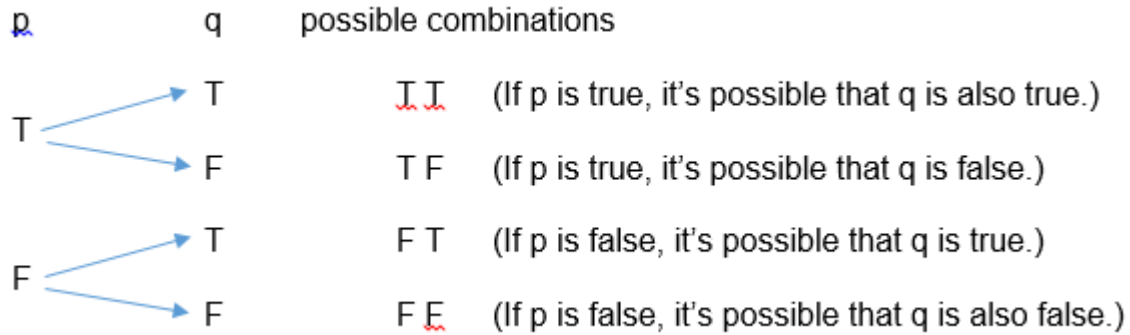 p q possible combinations
T T T (If p is true, it’s possible that q is also true.)
T
F T F (If p is true, it’s possible that q is false.)
T F T (If p is false, it’s possible that q is true.)
F
F F F (If p is false, it’s possible that q is also false.)